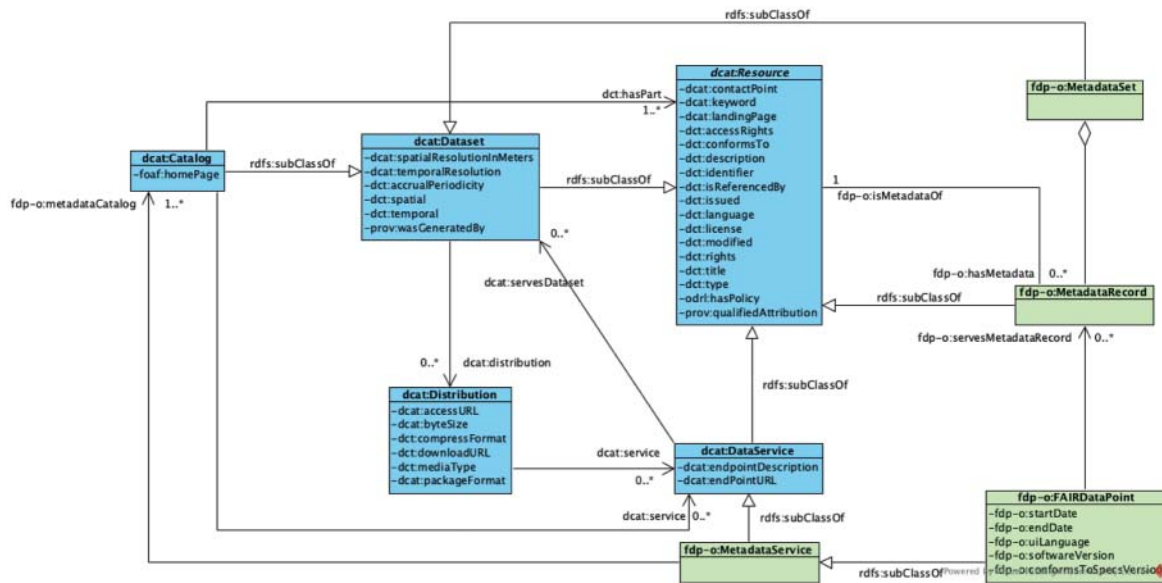 rdfs:subClassOf
dcat:Resource
-dcat:contactPoint
-dcat:keyword
-dcat:landingPage
-dct:accessRights
-dct:conformsTo
-dct:description
-dct:identifier
-dct:isReferencedBy
-dct:issued
-dct:language
-dct:license
-dct:modified
-dct:rights
-dct:title
-dct:type
-odrl:hasPolicy
-prov:qualifiedAttribution
fdp-o:MetadataSet
dct:hasPart
1..*
dcat:Dataset
-dcat:spatialResolutionInMeters
-dcat:temporalResolution
-dct:accrualPeriodicity
-dct:spatial
-dct:temporal
-prov:wasGeneratedBy
dcat:Catalog
-foaf:homePage
rdfs:subClassOf
rdfs:subClassOf
1
fdp-o:isMetadataOf
fdp-o:metadataCatalog
1..*
0..*
dcat:servesDataset
fdp-o:hasMetadata
0..*
fdp-o:MetadataRecord
rdfs:subClassOf
fdp-o:servesMetadataRecord
0..*
0..*
dcat:distribution
rdfs:subClassOf
dcat:Distribution
-dcat:accessURL
-dcat:byteSize
-dct:compressFormat
-dct:downloadURL
-dct:mediaType
-dcat:packageFormat
dcat:service
0..*
dcat:DataService
-dcat:endpointDescription
-dcat:endPointURL
dcat:service
0..*
rdfs:subClassOf
fdp-o:MetadataService
fdp-o:FAIRDataPoint
-fdp-o:startDate
-fdp-o:endDate
-fdp-o:uiLanguage
-fdp-o:softwareVersion
-fdp-o:conformsToSpecsVersion
rdfs:subClassOf
Powered